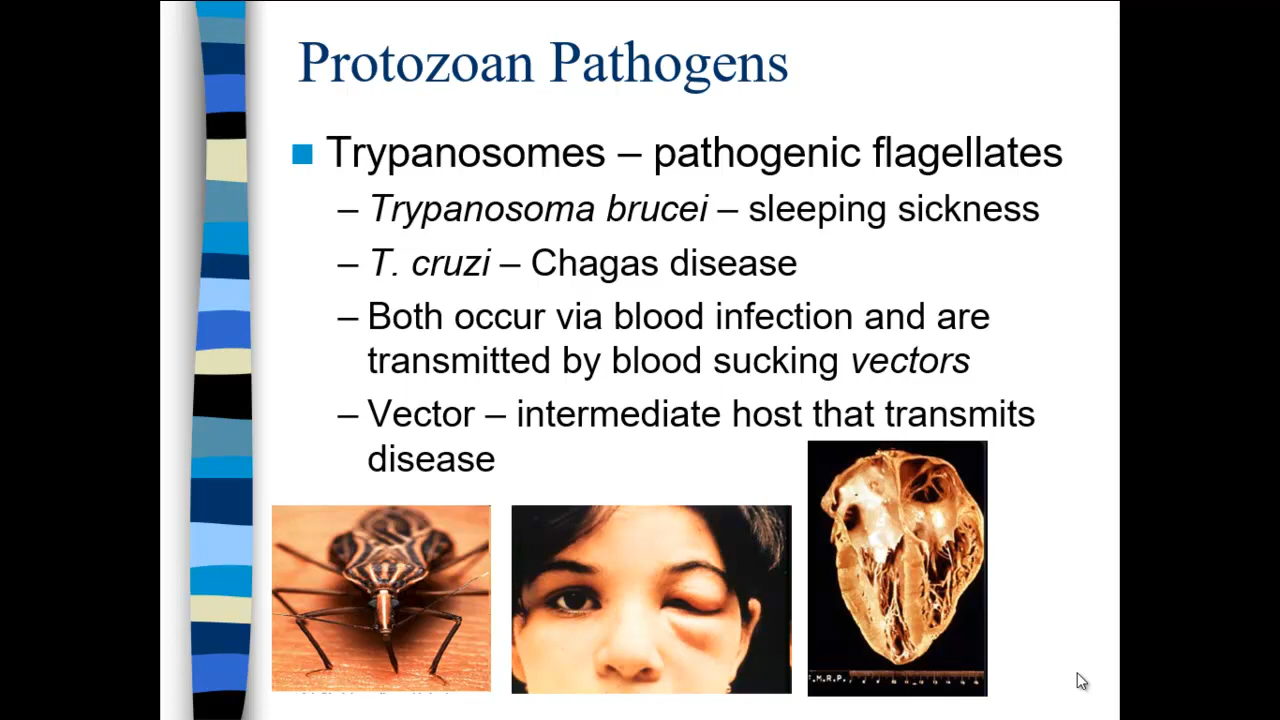 Protozoan Pathogens
Trypanosomes – pathogenic flagellates
– Trypanosoma brucei – sleeping sickness
– T. cruzi – Chagas disease
– Both occur via blood infection and are
transmitted by blood sucking vectors
– Vector – intermediate host that transmits
disease
F.M.R.P.